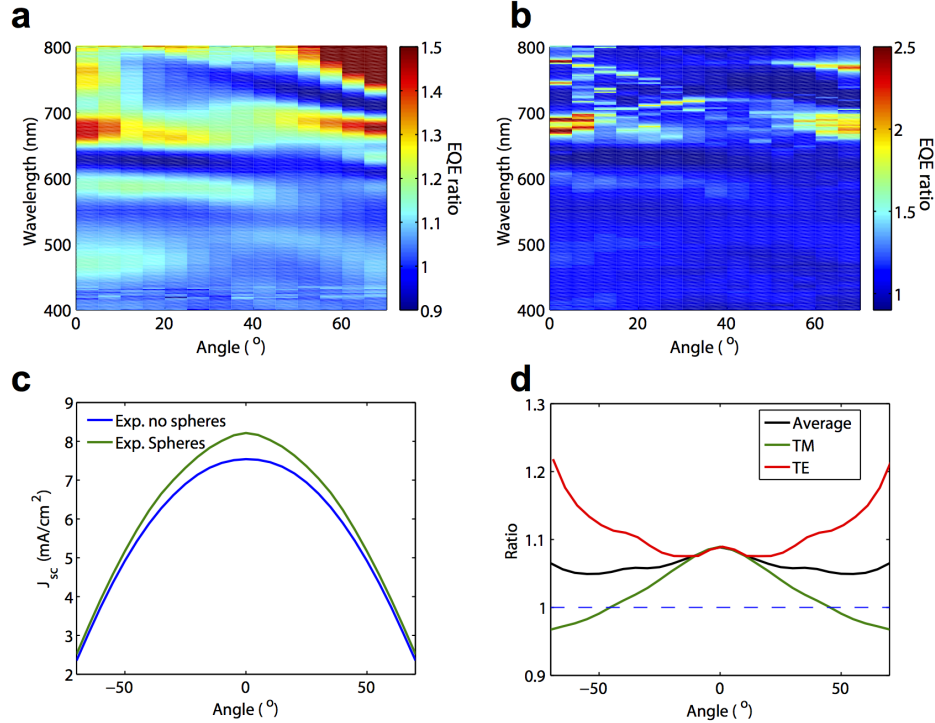 a
b
800
700
600
500
400
Wavelength (nm)
0
20
40
60
Angle ( °)
1.5
1.4
1.3
1.2
1.1
1
0.9
EQE ratio
800
700
600
500
400
Wavelength (nm)
0
20
40
60
Angle ( °)
2.5
2
1.5
1
EQE ratio
c
d
9
8
7
6
5
4
3
2
J sc (mA/cm 2)
Exp. no spheres
Exp. Spheres
−50
0
50
Angle ( °)
1.3
1.2
1.1
1
0.9
Ratio
Average
TM
TE
−50
0
50
Angle ( °)